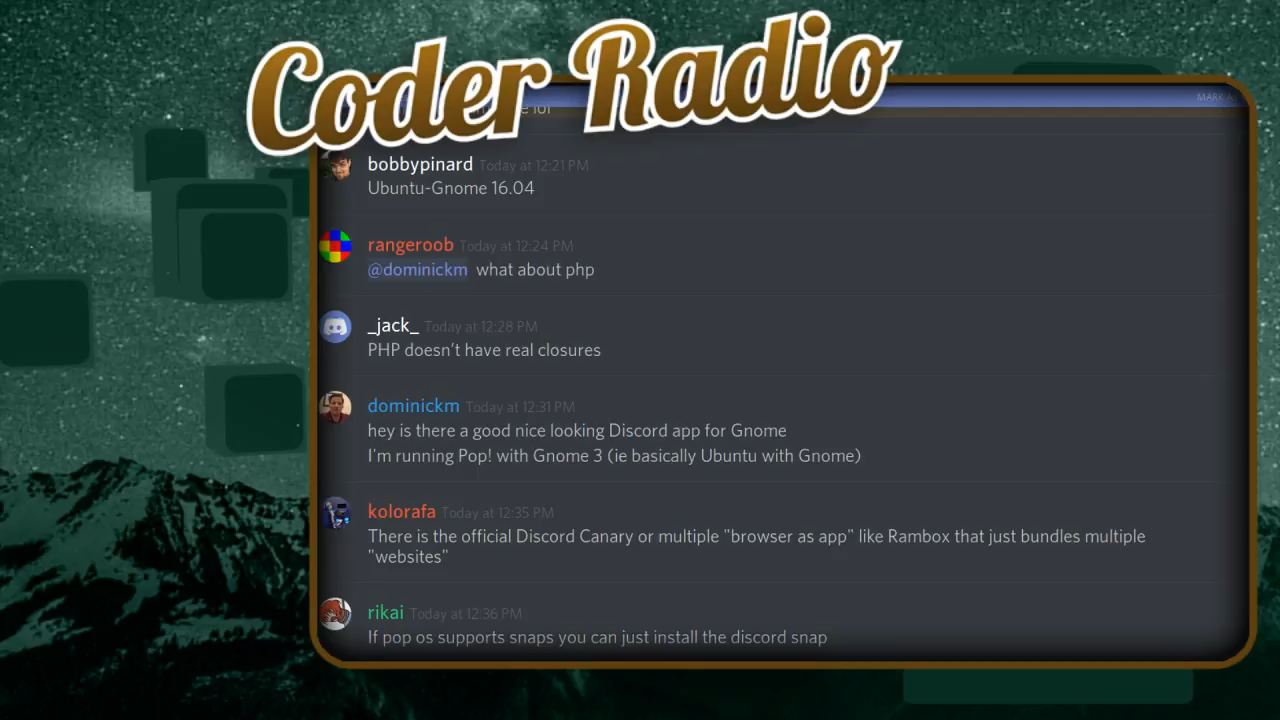 Coder Radio
MARK A
e lol
bobbypinard Today at 12:21 PM
Ubuntu-Gnome 16.04
rangeroob Today at 12:24 PM
@dominickm what about php
_jack_ Today at 12:28 PM
PHP doesn't have real closures
dominickm Today at 12:31 PM
hey is there a good nice looking Discord app for Gnome
I'm running Pop! with Gnome 3 (ie basically Ubuntu with Gnome)
kolorafa Today at 12:35 PM
There is the official Discord Canary or multiple "browser as app" like Rambox that just bundles multiple
"websites"
rikai Today at 12:36 PM
If pop os supports snaps you can just install the discord snap